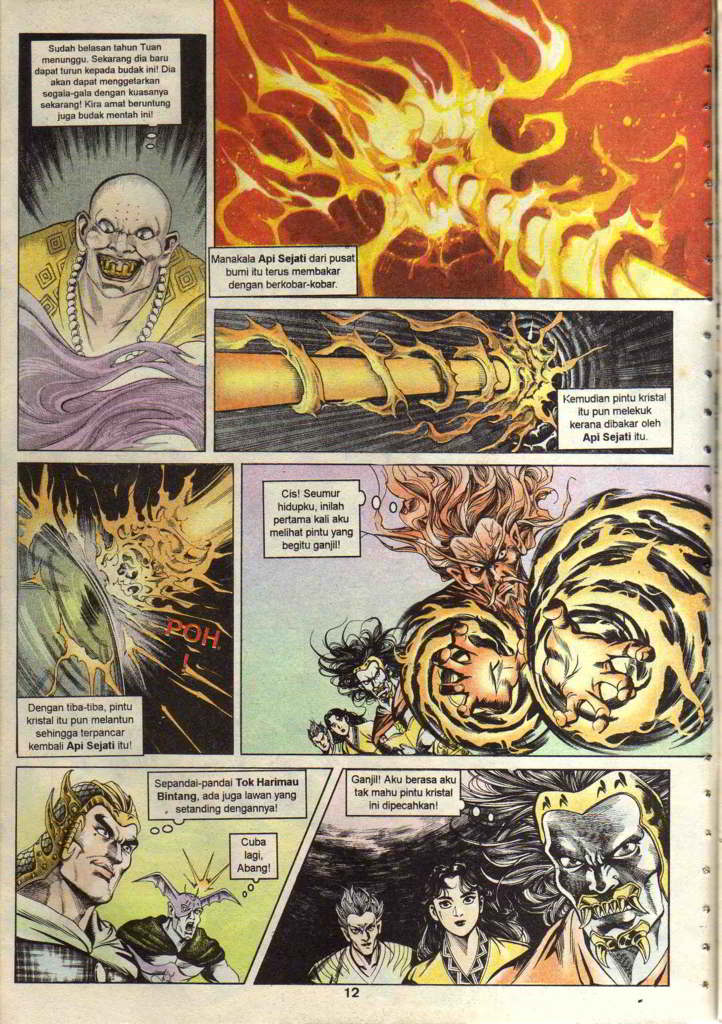 Sudah belasan tahun Tuan
menunggu. Sekarang dia baru
dapat turun kepada budak ini! Dia
akan dapat menggetarkan
segala-gala dengan kuasanya
sekarang! Kira amat beruntung
juga budak mentah ini!
Manakala Api Sejati dari pusat
bumi itu terus membakar
dengan berkobar-kobar.
Kemudian pintu kristal
itu pun melekuk
kerana dibakar oleh
Api Sejati itu.
POH
!
Dengan tiba-tiba, pintu
kristal itu pun melantun
sehingga terpancar
kembali Api Sejati itu!
Cis! Seumur
hidupku, inilah
pertama kali aku
melihat pintu yang
begitu ganjil!
Sepandai-pandai Tok Harimau
Bintang, ada juga lawan yang
setanding dengannya!
Cuba
lagi,
Abang!
Ganjil! Aku berasa aku
tak mahu pintu kristal
ini dipecahkan!
12